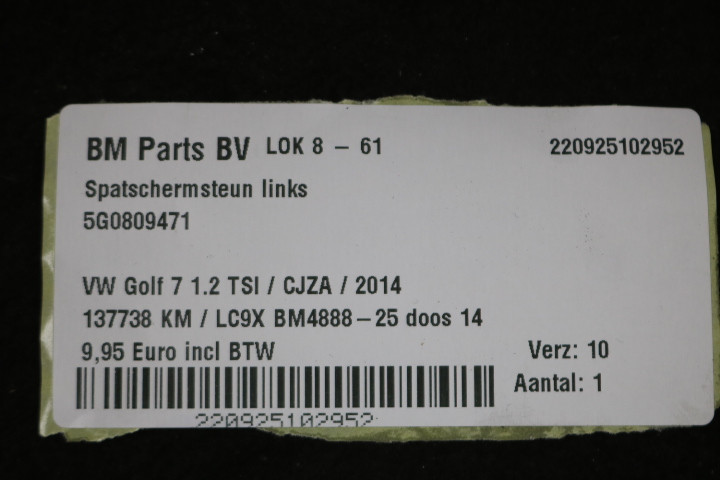 BM Parts BV LOK 8 – 61 220925102952
Spatschermsteun links
5G0809471
VW Golf 7 1.2 TSI / CJZA / 2014
137738 KM / LC9X BM4888–25 doos 14
9,95 Euro incl BTW Verz: 10
Aantal: 1
220925102952